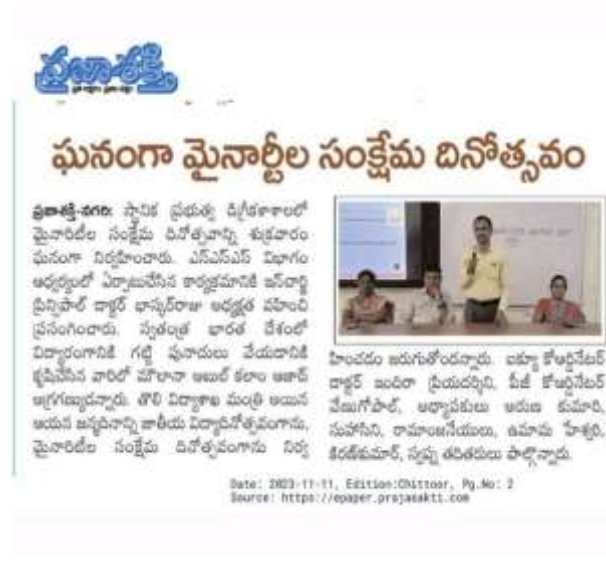 ప్రజాశక్తి
ఘనంగా మైనార్టీల సంక్షేమ దినోత్సవం
ప్రజాశక్తి-నగరి: స్థానిక ప్రభుత్వ డిగ్రీకళాశాలలో
మైనారిటీల సంక్షేమ దినోత్సవాన్ని శుక్రవారం
ఘనంగా నిర్వహించారు. ఎన్ఎస్ఎస్ విభాగం
ఆధ్వర్యంలో ఏర్పాటుచేసిన కార్యక్రమానికి ఇన్‌చార్జి
ప్రిన్సిపాల్ డాక్టర్ భాస్కర్‌రాజు అధ్యక్షత వహించి
ప్రసంగించారు. స్వతంత్ర భారత దేశంలో
విద్యారంగానికి గట్టి పునాదులు వేయడానికి
కృషిచేసిన వారిలో మౌలానా అబుల్ కలాం ఆజాద్
అగ్రగణ్యుడన్నారు. తొలి విద్యాశాఖ మంత్రి అయిన
ఆయన జన్మదినాన్ని జాతీయ విద్యాదినోత్సవంగాను,
మైనారిటీల సంక్షేమ దినోత్సవంగాను నిర్వ
హించడం జరుగుతోందన్నారు. ఐక్యూ కోఆర్డినేటర్
డాక్టర్ ఇందిరా ప్రియదర్శిని, పీజీ కోఆర్డినేటర్
వేణుగోపాల్, అధ్యాపకులు అరుణ కుమారి,
సుహాసిని, రామాంజనేయులు, ఉమామ హేశ్వరి,
కిరణ్‌కుమార్, స్వప్న తదితరులు పాల్గొన్నారు.
Date: 2023-11-11, Edition:Chittoor, Pg.No: 2
Source: https://epaper.prajasakti.com